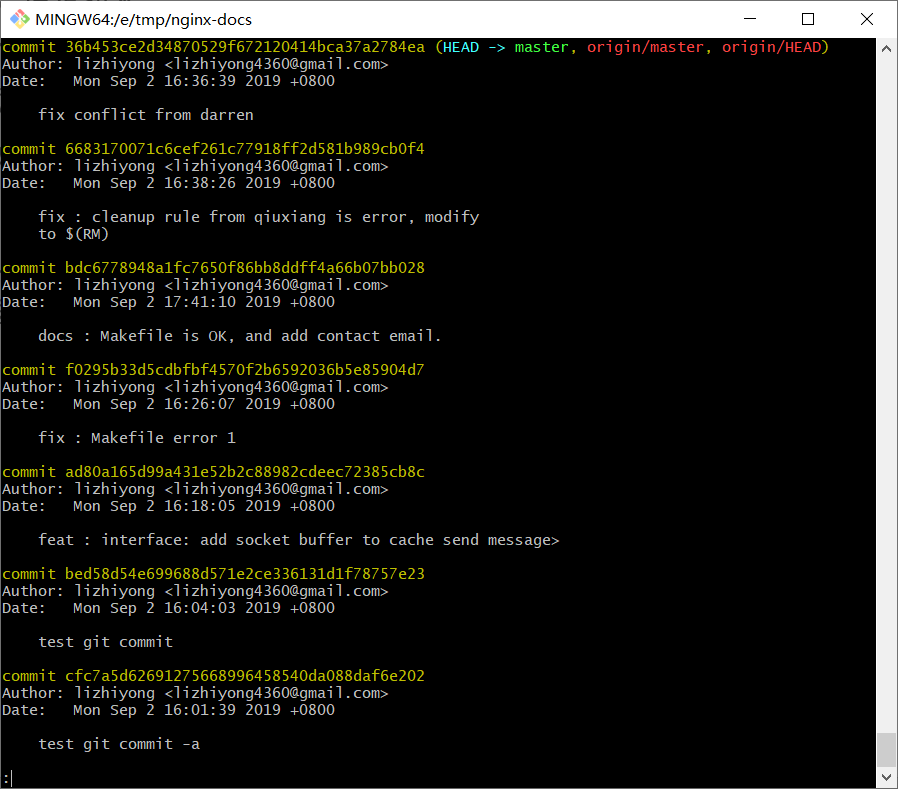 MINGW64:/e/tmp/nginx-docs
commit 36b453ce2d34870529f672120414bca37a2784ea (HEAD -> master, origin/master, origin/HEAD)
Author: lizhiyong <lizhiyong4360@gmail.com>
Date:   Mon Sep 2 16:36:39 2019 +0800
fix conflict from darren
commit 6683170071c6cef261c77918ff2d581b989cb0f4
Author: lizhiyong <lizhiyong4360@gmail.com>
Date:   Mon Sep 2 16:38:26 2019 +0800
fix : cleanup rule from qiuxiang is error, modify
to $(RM)
commit bdc6778948a1fc7650f86bb8ddff4a66b07bb028
Author: lizhiyong <lizhiyong4360@gmail.com>
Date:   Mon Sep 2 17:41:10 2019 +0800
docs : Makefile is OK, and add contact email.
commit f0295b33d5cdbfbf4570f2b6592036b5e85904d7
Author: lizhiyong <lizhiyong4360@gmail.com>
Date:   Mon Sep 2 16:26:07 2019 +0800
fix : Makefile error 1
commit ad80a165d99a431e52b2c88982cdeec72385cb8c
Author: lizhiyong <lizhiyong4360@gmail.com>
Date:   Mon Sep 2 16:18:05 2019 +0800
feat : interface: add socket buffer to cache send message>
commit bed58d54e699688d571e2ce336131d1f78757e23
Author: lizhiyong <lizhiyong4360@gmail.com>
Date:   Mon Sep 2 16:04:03 2019 +0800
test git commit
commit cfc7a5d62691275668996458540da088daf6e202
Author: lizhiyong <lizhiyong4360@gmail.com>
Date:   Mon Sep 2 16:01:39 2019 +0800
test git commit -a
: